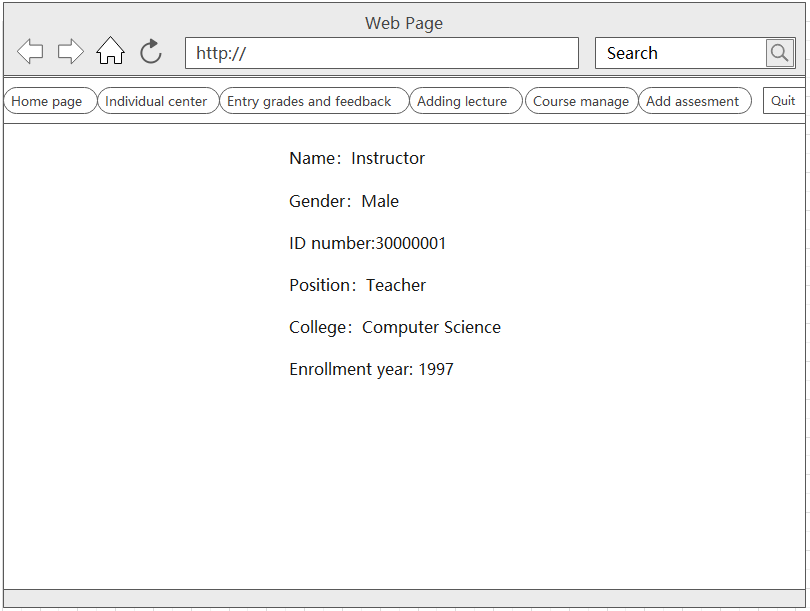 Web Page
http://
Search
Home page Individual center Entry grades and feedback Adding lecture Course manage Add assesment Quit
Name：Instructor
Gender：Male
ID number:30000001
Position：Teacher
College：Computer Science
Enrollment year: 1997